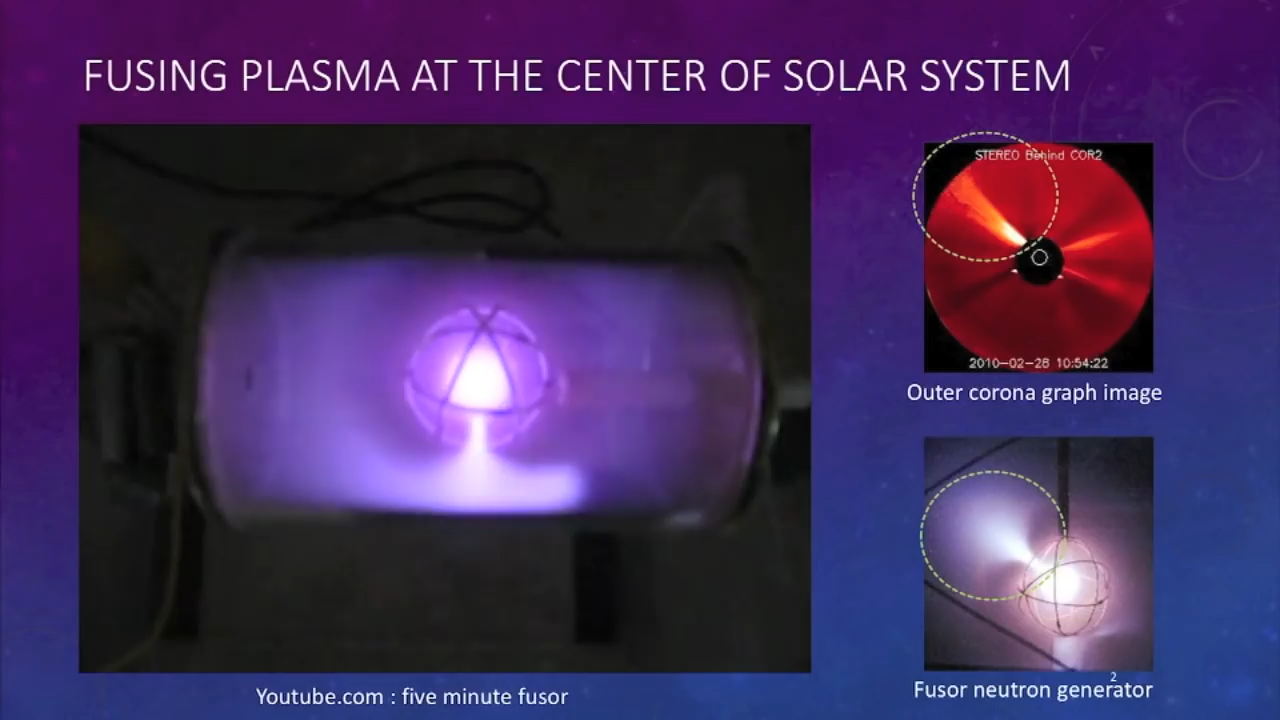 FUSING PLASMA AT THE CENTER OF SOLAR SYSTEM
STEREO Behind COR2
2010-02-28 10:54:22
Outer corona graph image
2
Fusor neutron generator
Youtube.com : five minute fusor